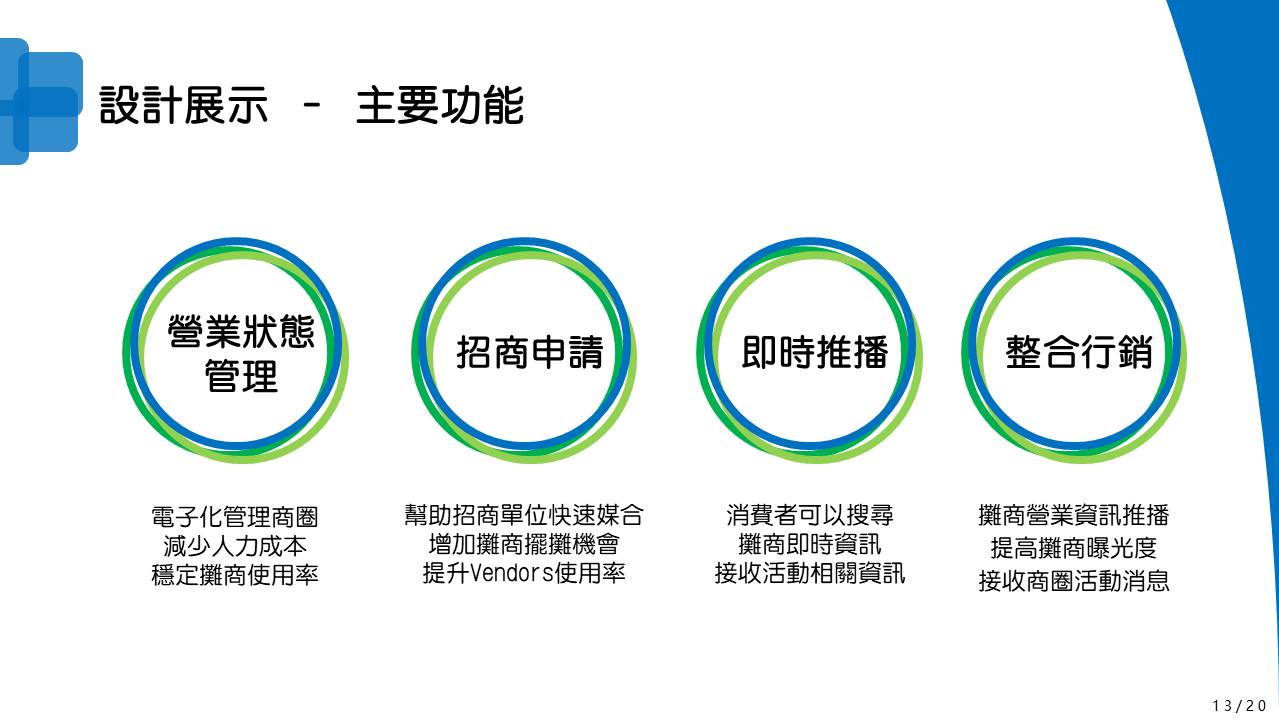 設計展示 - 主要功能
營業狀態
管理
招商申請
即時推播
整合行銷
電子化管理商圈
減少人力成本
穩定攤商使用率
幫助招商單位快速媒合
增加攤商擺攤機會
提升Vendors使用率
消費者可以搜尋
攤商即時資訊
接收活動相關資訊
攤商營業資訊推播
提高攤商曝光度
接收商圈活動消息
13/20